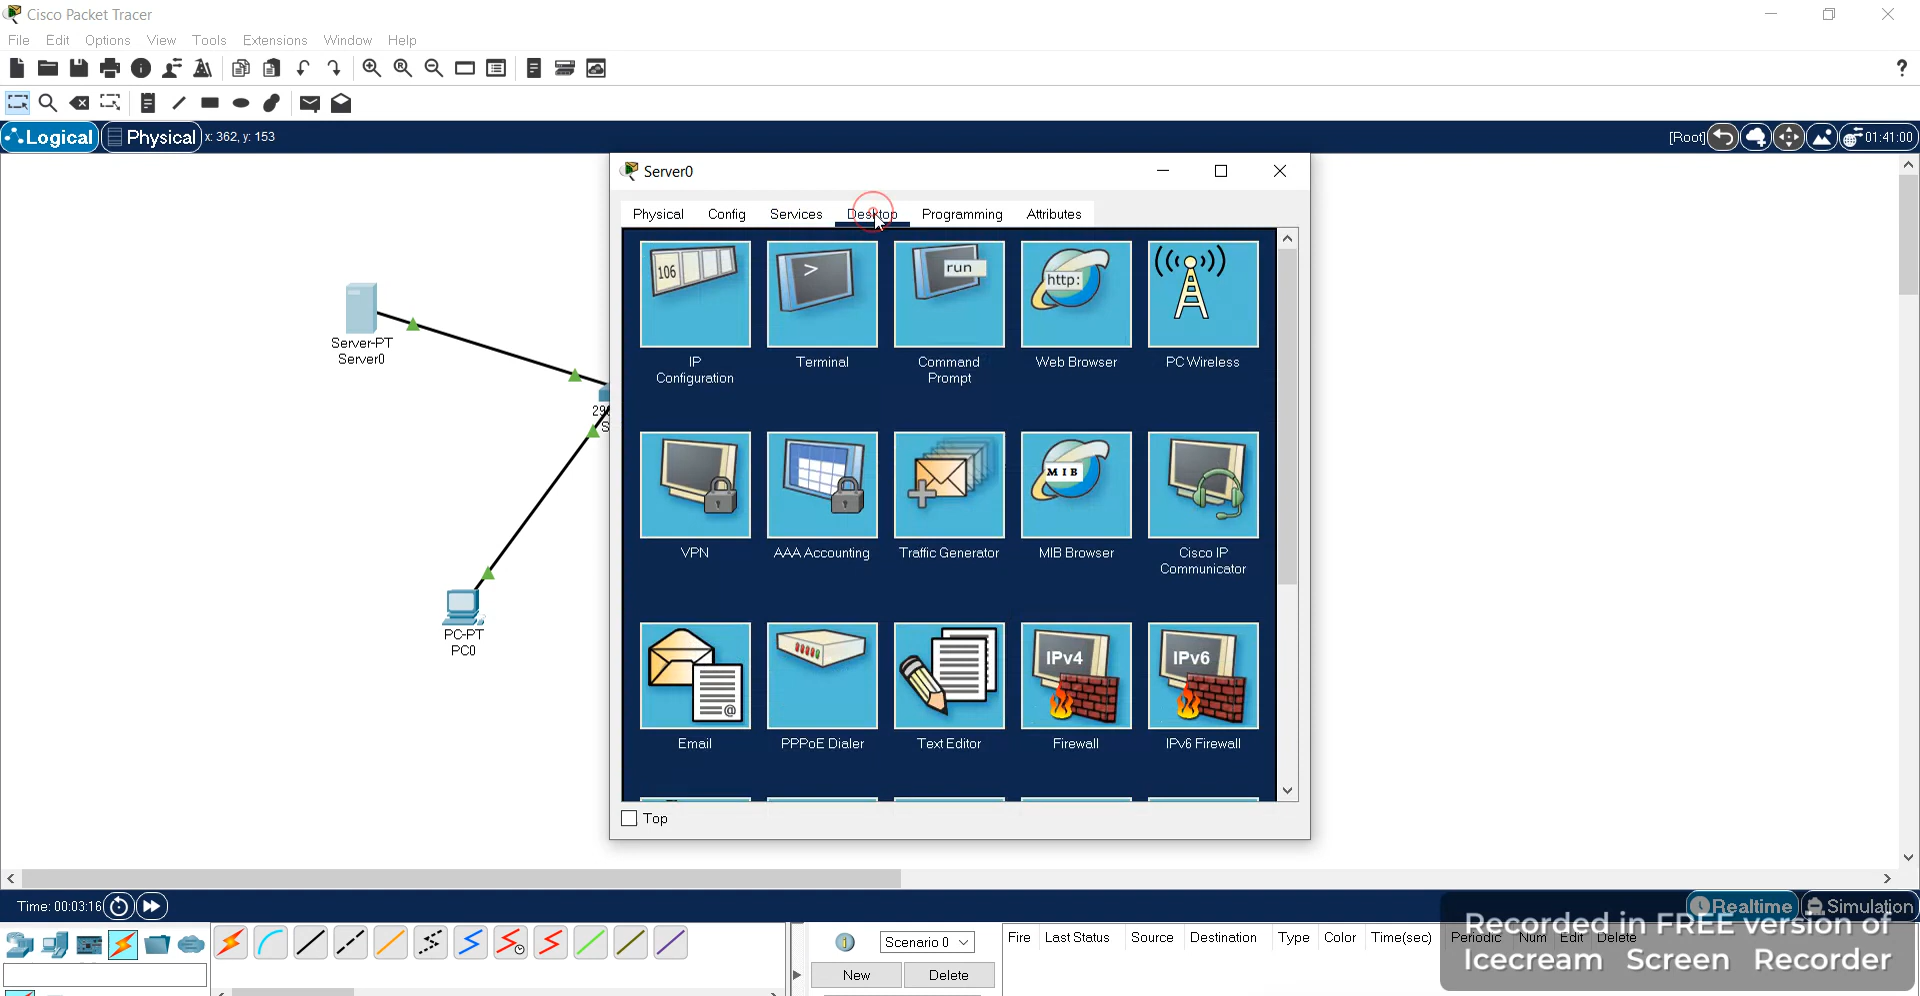 Cisco Packet Tracer
File Edit Options View Tools Extensions Window Help
Logical Physical x: 362, y: 153 [Root] 01:41:00
Server0
Physical Config Services Desktop Programming Attributes
106
>
run
http:
IP
Configuration
Terminal
Command
Prompt
Web Browser
PC Wireless
Server-PT
Server0
29
S
MIB
VPN
AAA Accounting
Traffic Generator
MIB Browser
Cisco IP
Communicator
PC-PT
PC0
@
IPv4
IPv6
Email
PPPoE Dialer
Text Editor
Firewall
IPv6 Firewall
Top
Time: 00:03:16
Realtime Simulation
Scenario 0
New Delete
Fire Last Status Source Destination Type Color Time(sec) Periodic Num Edit Delete
Recorded in FREE version of
Icecream Screen Recorder